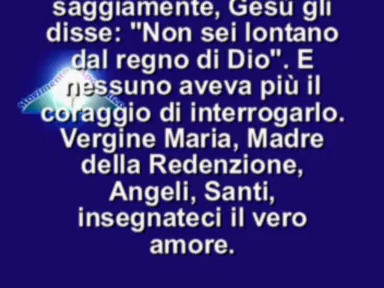 saggiamente, Gesù gli
disse: "Non sei lontano
dal regno di Dio". E
nessuno aveva più il
coraggio di interrogarlo.
Vergine Maria, Madre
della Redenzione,
Angeli, Santi,
insegnateci il vero
amore.